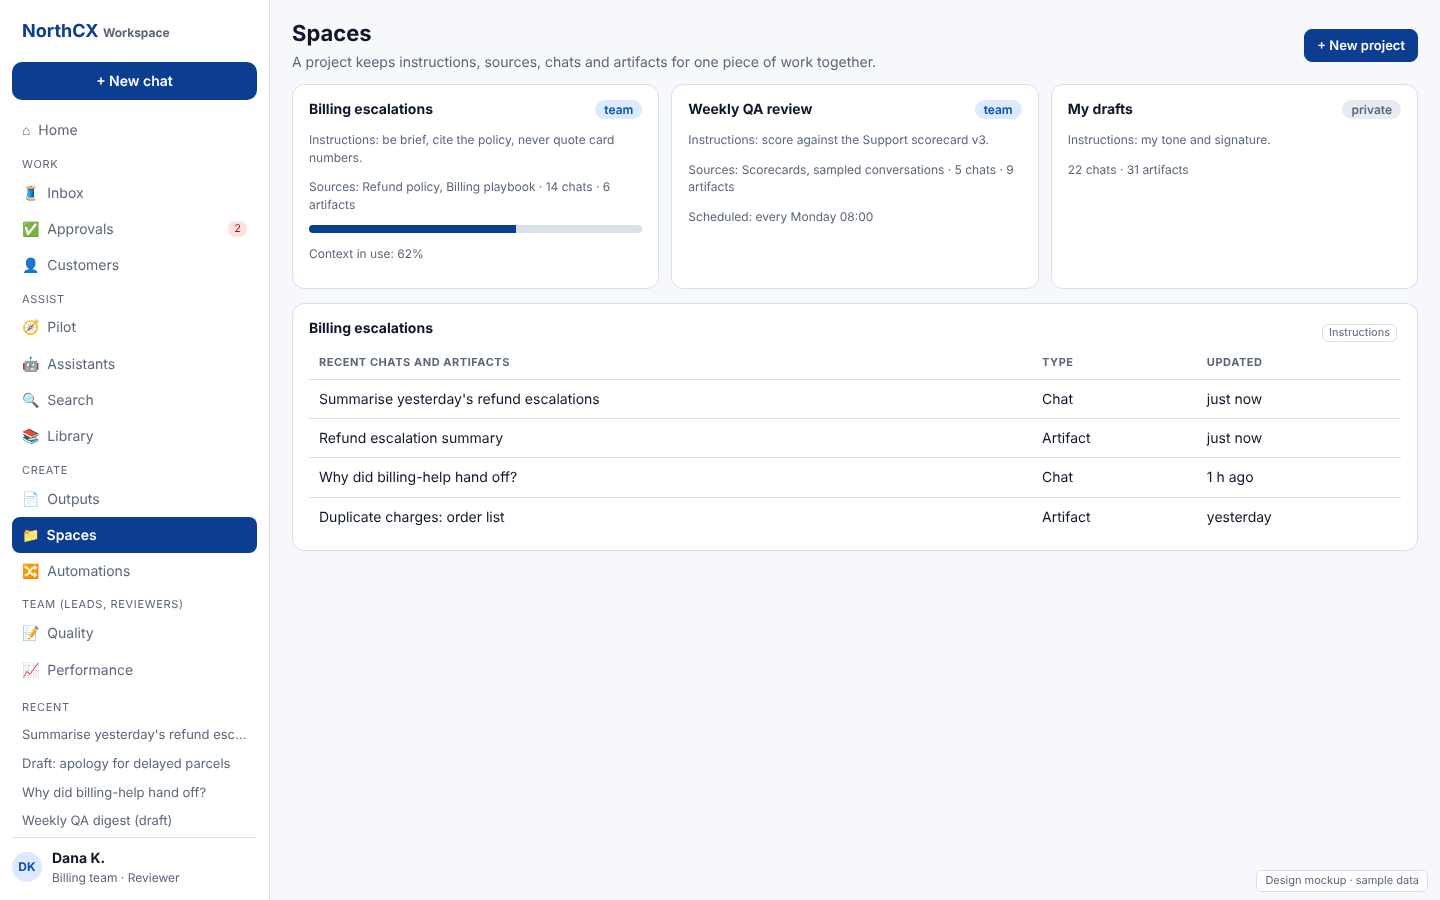 NorthCX Workspace
+ New chat
Home
WORK
Inbox
Approvals 2
Customers
ASSIST
Pilot
Assistants
Search
Library
CREATE
Outputs
Spaces
Automations
TEAM (LEADS, REVIEWERS)
Quality
Performance
RECENT
Summarise yesterday's refund esc...
Draft: apology for delayed parcels
Why did billing-help hand off?
Weekly QA digest (draft)
DK
Dana K.
Billing team · Reviewer
Spaces
A project keeps instructions, sources, chats and artifacts for one piece of work together.
+ New project
Billing escalations team
Instructions: be brief, cite the policy, never quote card
numbers.
Sources: Refund policy, Billing playbook · 14 chats · 6
artifacts
Context in use: 62%
Weekly QA review team
Instructions: score against the Support scorecard v3.
Sources: Scorecards, sampled conversations · 5 chats · 9
artifacts
Scheduled: every Monday 08:00
My drafts private
Instructions: my tone and signature.
22 chats · 31 artifacts
Billing escalations Instructions
RECENT CHATS AND ARTIFACTS TYPE UPDATED
Summarise yesterday's refund escalations Chat just now
Refund escalation summary Artifact just now
Why did billing-help hand off? Chat 1 h ago
Duplicate charges: order list Artifact yesterday
Design mockup · sample data